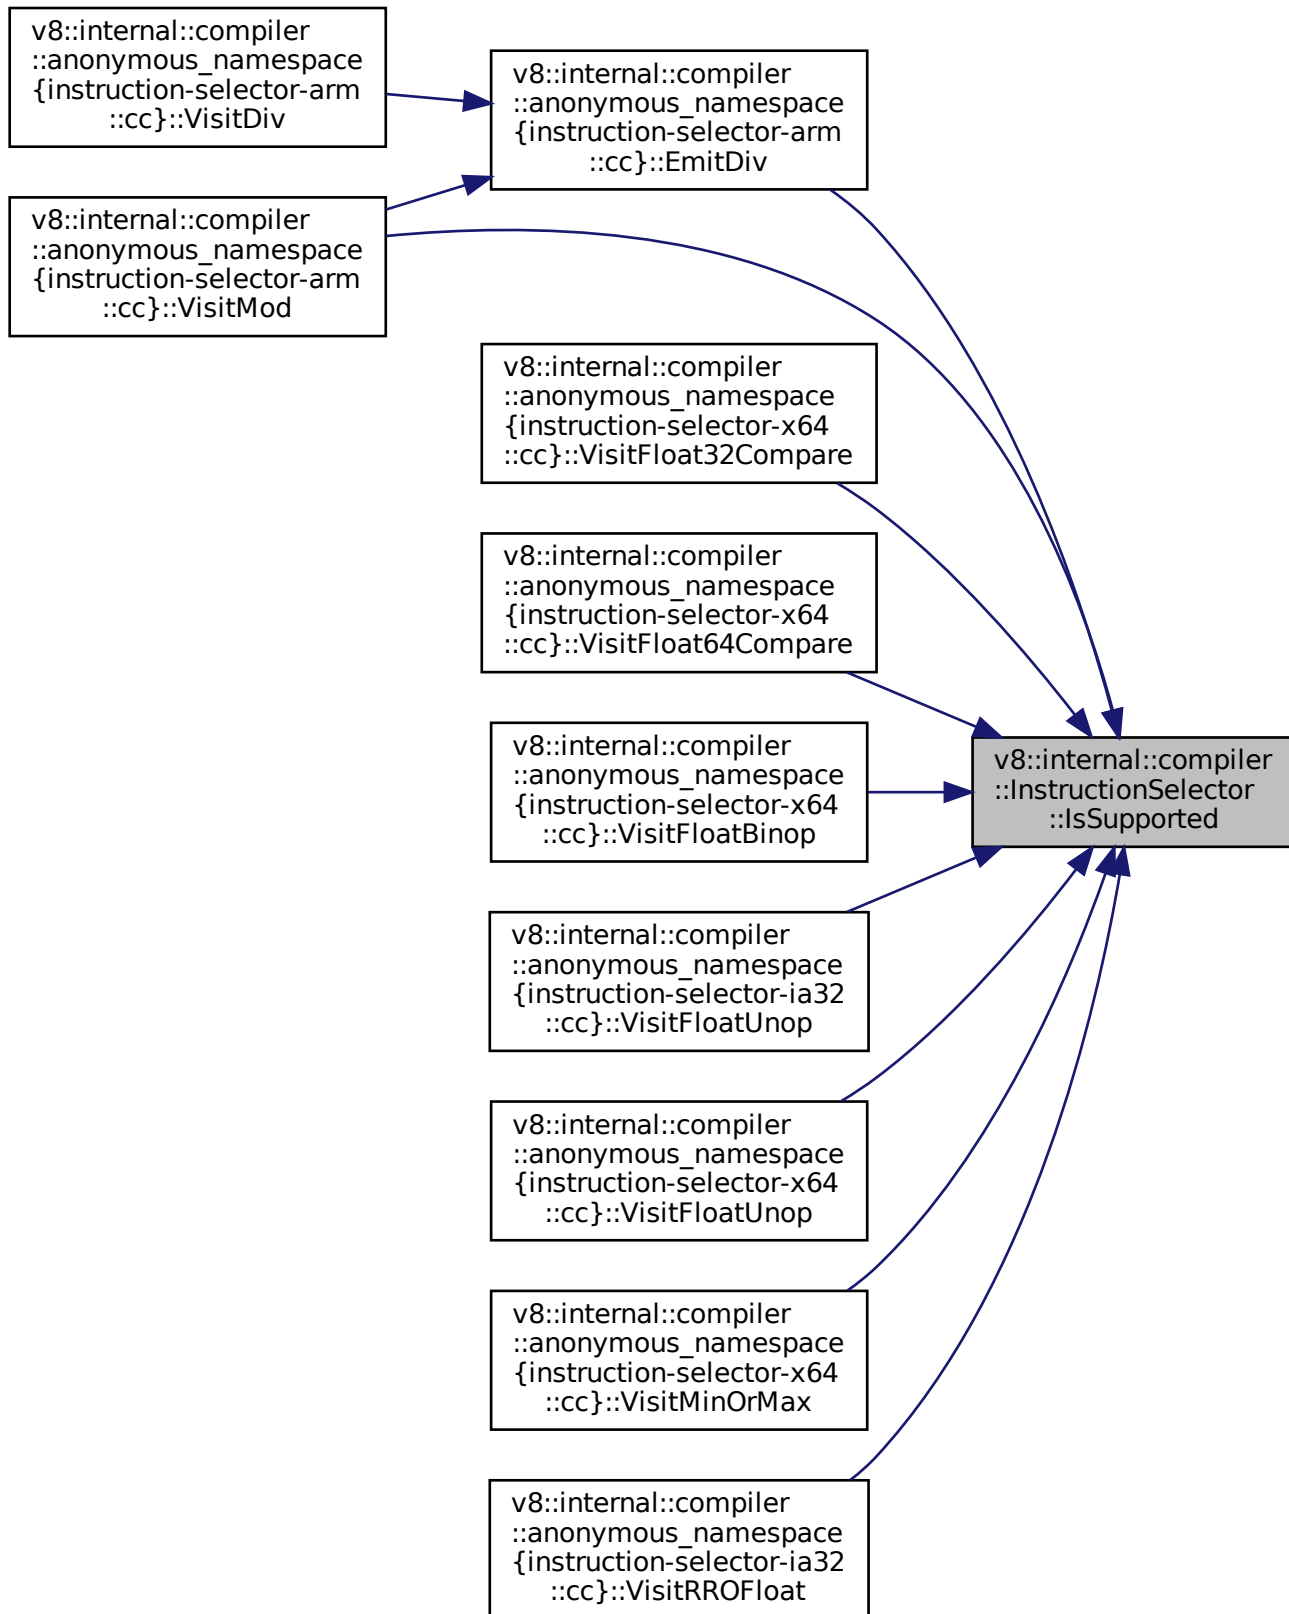 v8::internal::compiler
::anonymous_namespace
{instruction-selector-arm
::cc}::VisitDiv
v8::internal::compiler
::anonymous_namespace
{instruction-selector-arm
::cc}::EmitDiv
v8::internal::compiler
::anonymous_namespace
{instruction-selector-arm
::cc}::VisitMod
v8::internal::compiler
::anonymous_namespace
{instruction-selector-x64
::cc}::VisitFloat32Compare
v8::internal::compiler
::anonymous_namespace
{instruction-selector-x64
::cc}::VisitFloat64Compare
v8::internal::compiler
::anonymous_namespace
{instruction-selector-x64
::cc}::VisitFloatBinop
v8::internal::compiler
::InstructionSelector
::IsSupported
v8::internal::compiler
::anonymous_namespace
{instruction-selector-ia32
::cc}::VisitFloatUnop
v8::internal::compiler
::anonymous_namespace
{instruction-selector-x64
::cc}::VisitFloatUnop
v8::internal::compiler
::anonymous_namespace
{instruction-selector-x64
::cc}::VisitMinOrMax
v8::internal::compiler
::anonymous_namespace
{instruction-selector-ia32
::cc}::VisitRROFloat